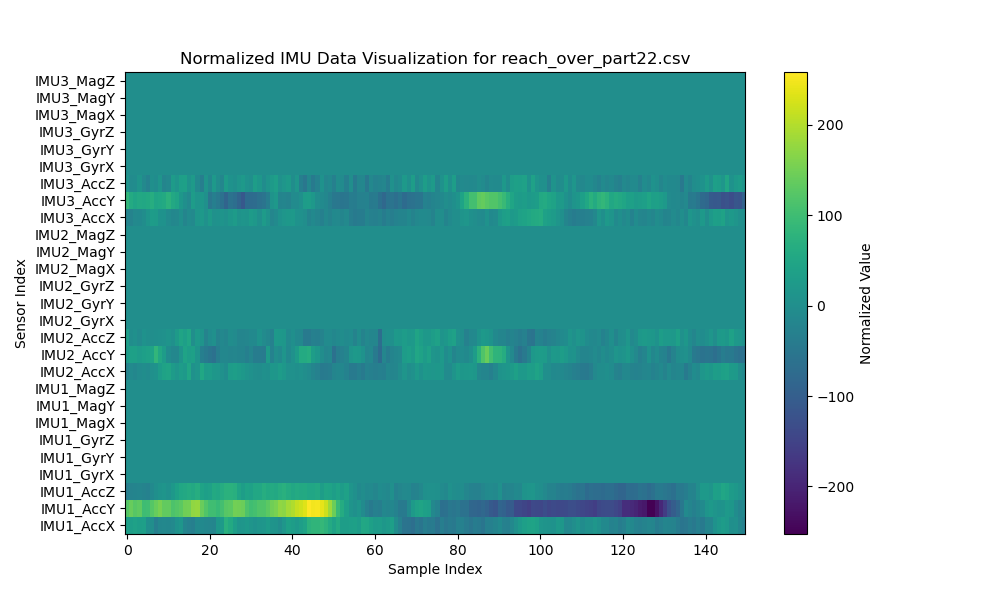 Normalized IMU Data Visualization for reach_over_part22.csv
IMU3_MagZ
IMU3_MagY
IMU3_MagX
IMU3_GyrZ
IMU3_GyrY
IMU3_GyrX
IMU3_AccZ
IMU3_AccY
IMU3_AccX
IMU2_MagZ
IMU2_MagY
IMU2_MagX
IMU2_GyrZ
IMU2_GyrY
IMU2_GyrX
IMU2_AccZ
IMU2_AccY
IMU2_AccX
IMU1_MagZ
IMU1_MagY
IMU1_MagX
IMU1_GyrZ
IMU1_GyrY
IMU1_GyrX
IMU1_AccZ
IMU1_AccY
IMU1_AccX
Sensor Index
0 20 40 60 80 100 120 140
Sample Index
200
100
0
−100
−200
Normalized Value